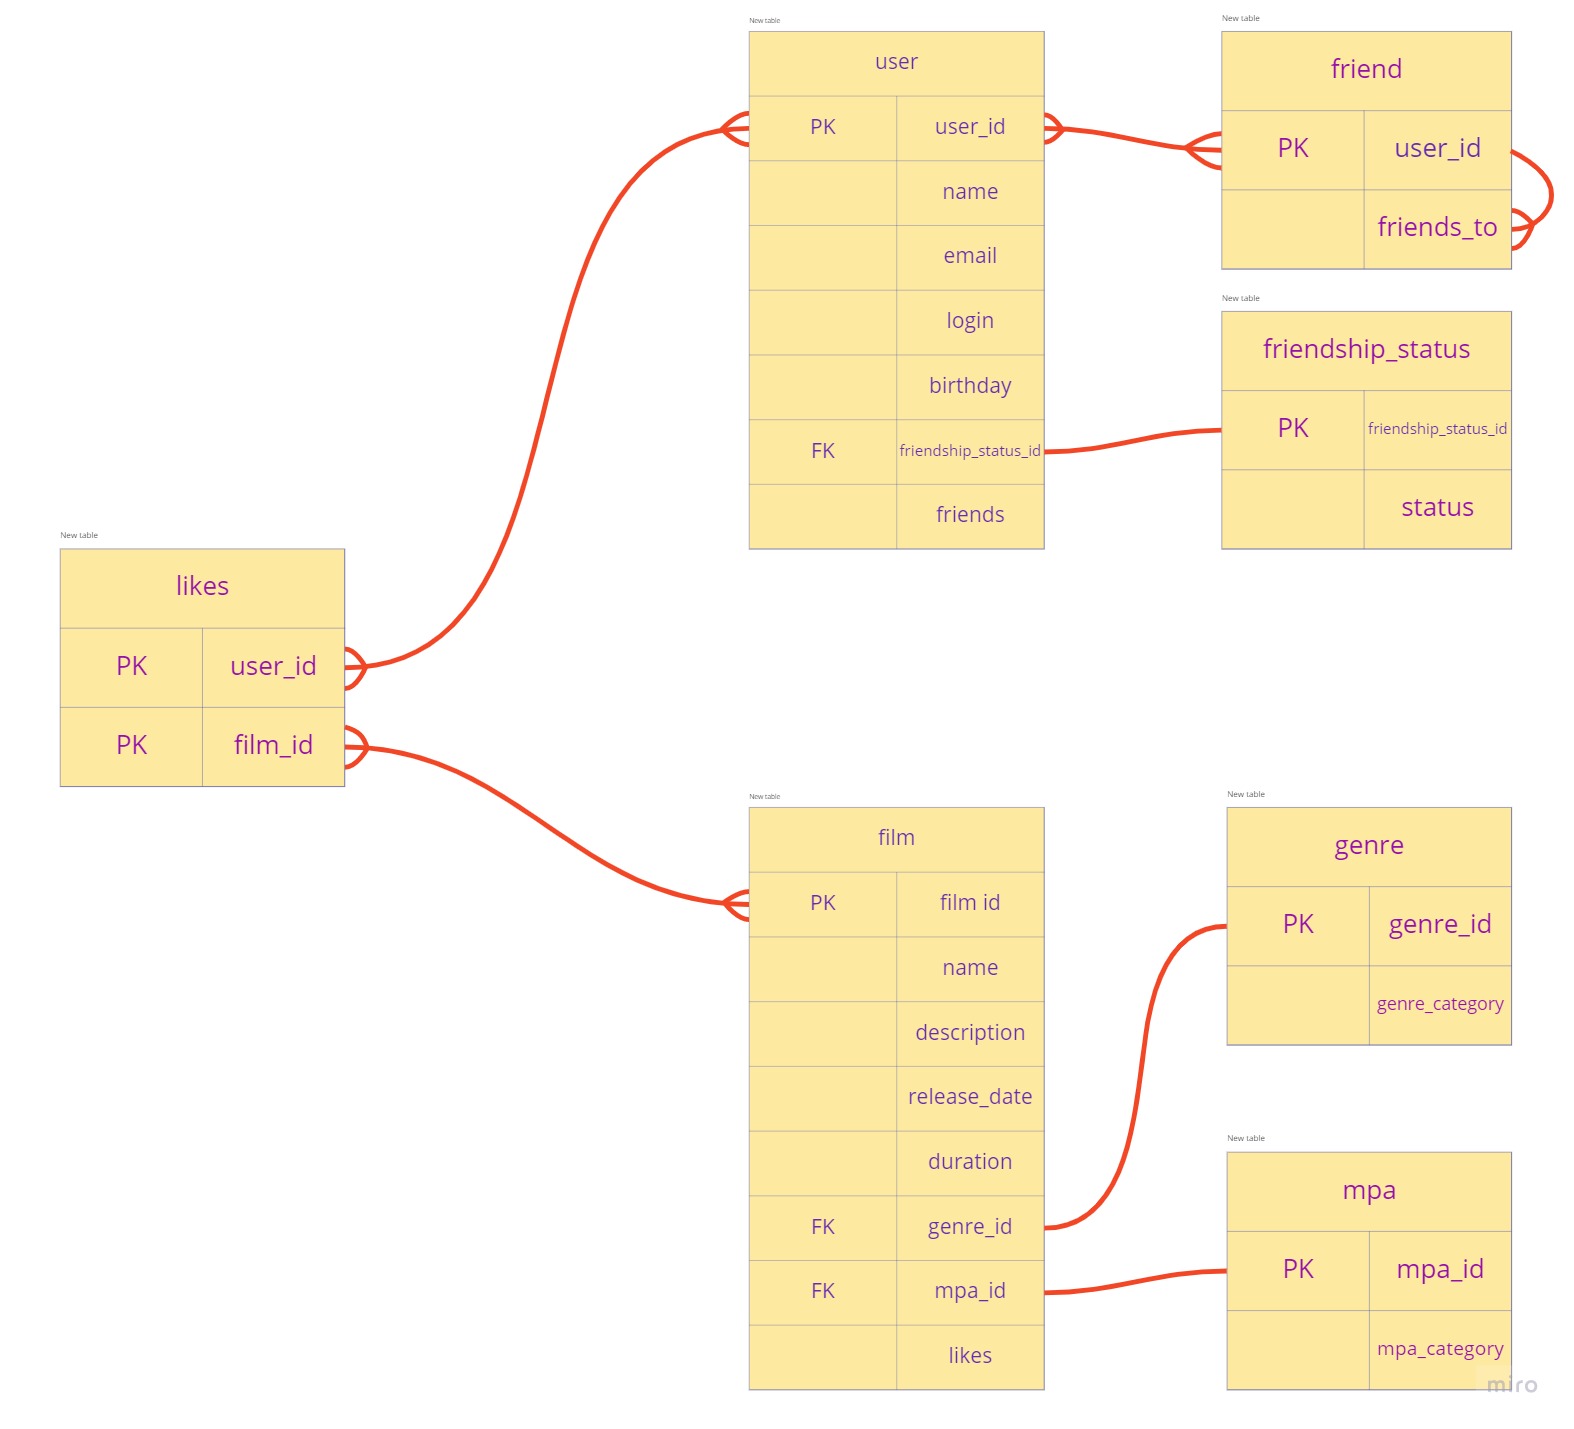 New table
user
PK user_id
name
email
login
birthday
FK friendship_status_id
friends
New table
friend
PK user_id
friends_to
New table
friendship_status
PK friendship_status_id
status
New table
likes
PK user_id
PK film_id
New table
film
PK film id
name
description
release_date
duration
FK genre_id
FK mpa_id
likes
New table
genre
PK genre_id
genre_category
New table
mpa
PK mpa_id
mpa_category
miro